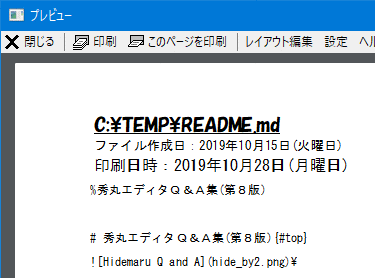 プレビュー
閉じる 印刷 このページを印刷 レイアウト編集 設定
C:¥TEMP¥README.md
ファイル作成日：2019年10月15日(火曜日)
印刷日時：2019年10月28日(月曜日)
%秀丸エディタＱ＆Ａ集(第８版)
# 秀丸エディタＱ＆Ａ集(第８版) {#top}
![Hidemaru Q and A](hide_by2.png)¥